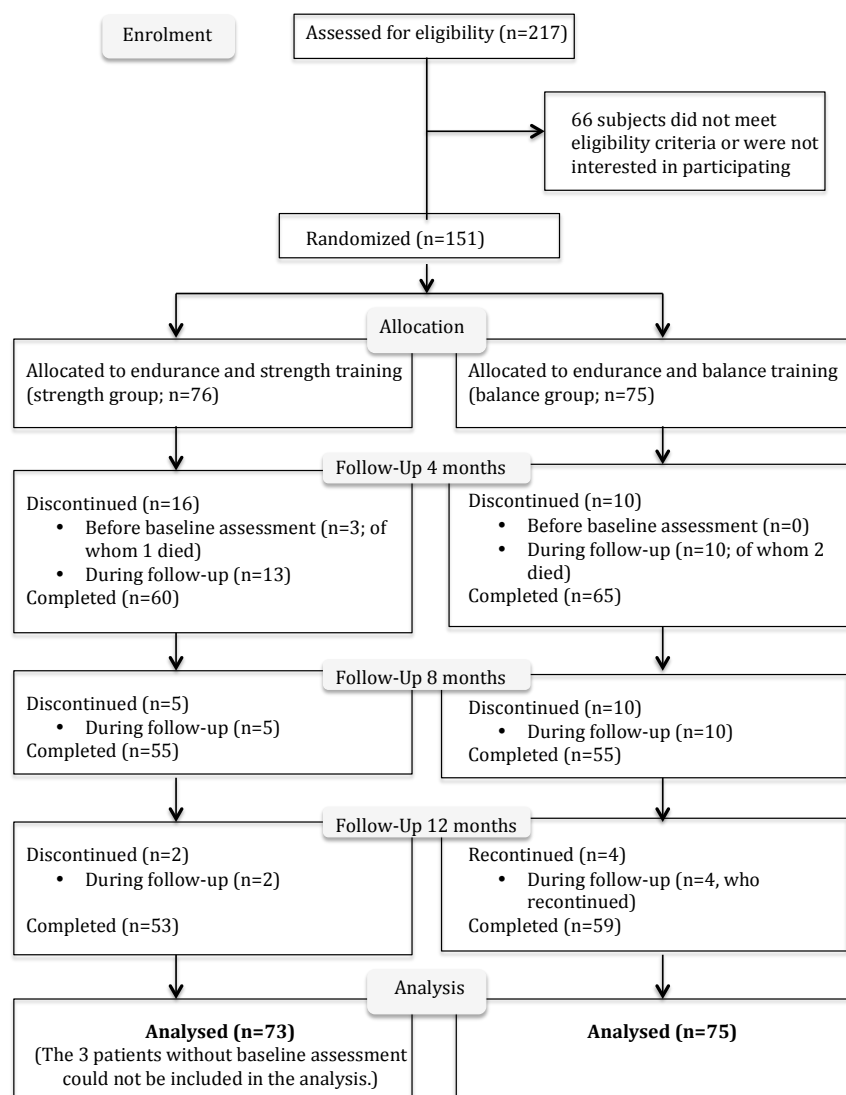 Enrolment
Assessed for eligibility (n=217)
66 subjects did not meet
eligibility criteria or were not
interested in participating
Randomized (n=151)
Allocation
Allocated to endurance and strength training
(strength group; n=76)
Allocated to endurance and balance training
(balance group; n=75)
Follow-Up 4 months
Discontinued (n=16)
• Before baseline assessment (n=3; of
whom 1 died)
• During follow-up (n=13)
Completed (n=60)
Discontinued (n=10)
• Before baseline assessment (n=0)
• During follow-up (n=10; of whom 2
died)
Completed (n=65)
Follow-Up 8 months
Discontinued (n=5)
• During follow-up (n=5)
Completed (n=55)
Discontinued (n=10)
• During follow-up (n=10)
Completed (n=55)
Follow-Up 12 months
Discontinued (n=2)
• During follow-up (n=2)
Completed (n=53)
Recontinued (n=4)
• During follow-up (n=4, who
recontinued)
Completed (n=59)
Analysis
Analysed (n=73)
(The 3 patients without baseline assessment
could not be included in the analysis.)
Analysed (n=75)